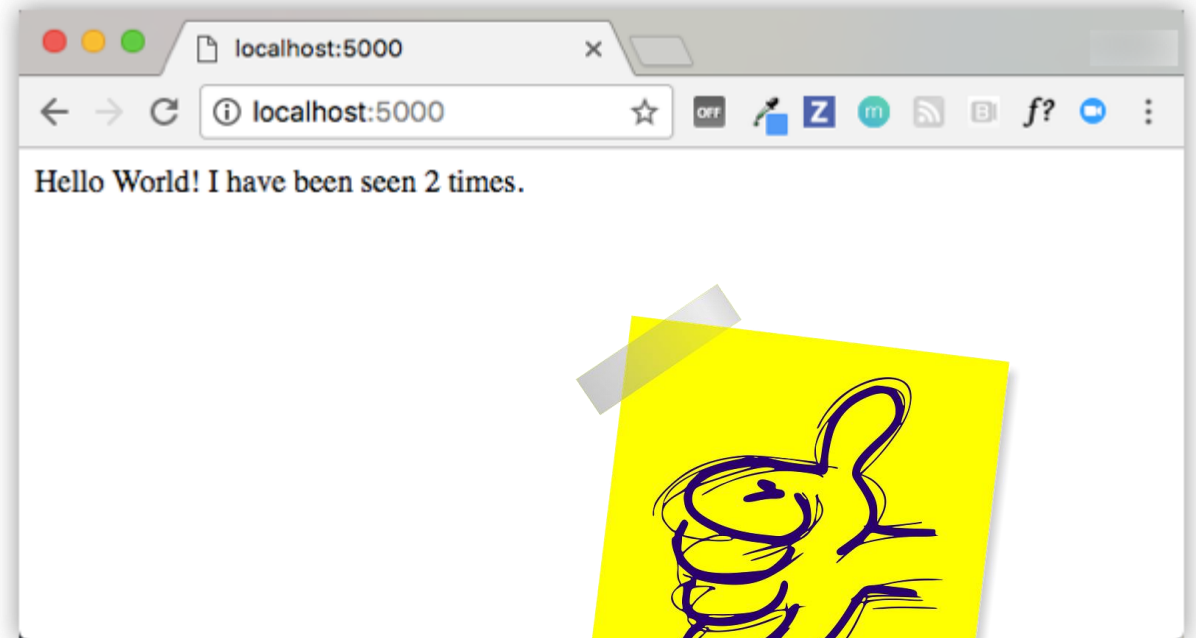 localhost:5000
localhost:5000
OFF
Z
m
B
f?
Hello World! I have been seen 2 times.